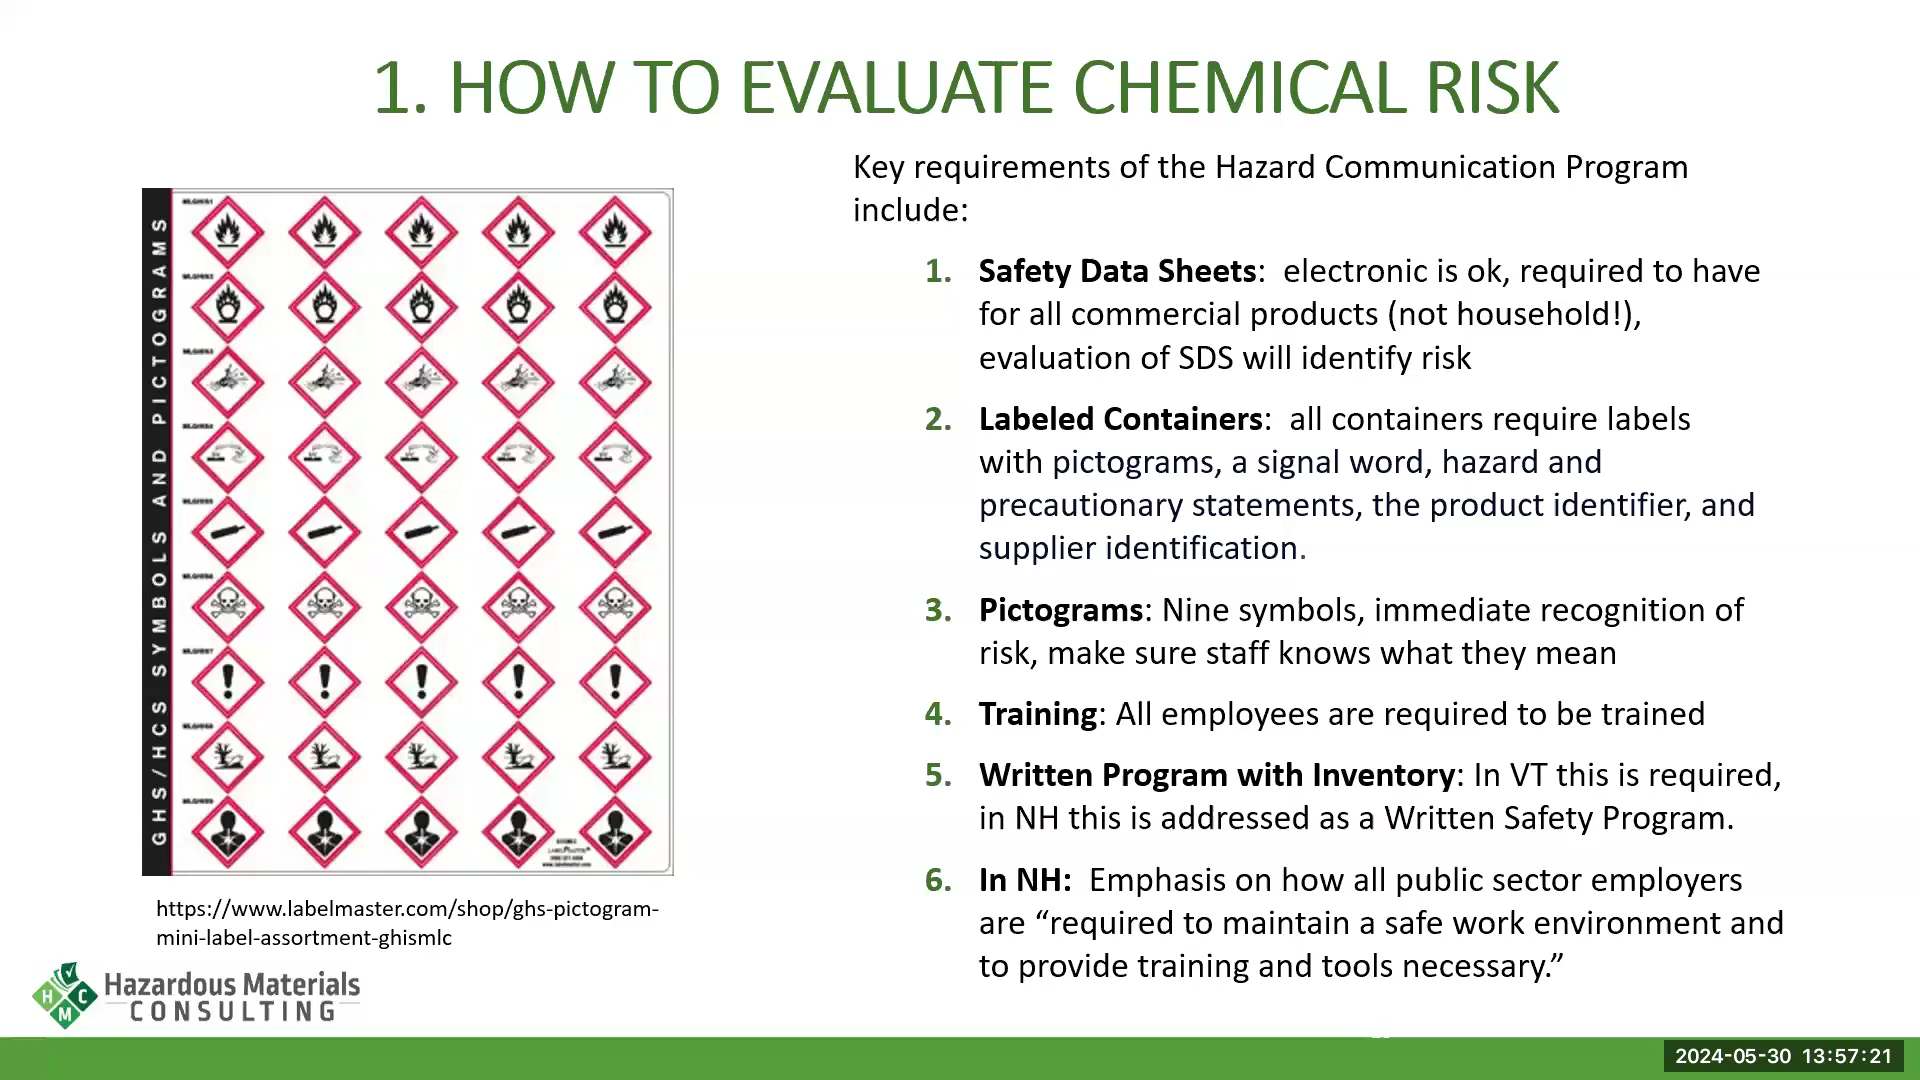 1. HOW TO EVALUATE CHEMICAL RISK
GHS/HCS SYMBOLS AND PICTOGRAMS
https://www.labelmaster.com/shop/ghs-pictogram-
mini-label-assortment-ghismlc
Key requirements of the Hazard Communication Program
include:
1. Safety Data Sheets:  electronic is ok, required to have
for all commercial products (not household!),
evaluation of SDS will identify risk
2. Labeled Containers:  all containers require labels
with pictograms, a signal word, hazard and
precautionary statements, the product identifier, and
supplier identification.
3. Pictograms: Nine symbols, immediate recognition of
risk, make sure staff knows what they mean
4. Training: All employees are required to be trained
5. Written Program with Inventory: In VT this is required,
in NH this is addressed as a Written Safety Program.
6. In NH:  Emphasis on how all public sector employers
are “required to maintain a safe work environment and
to provide training and tools necessary.”
H C M
Hazardous Materials
CONSULTING
2024-05-30 13:57:21